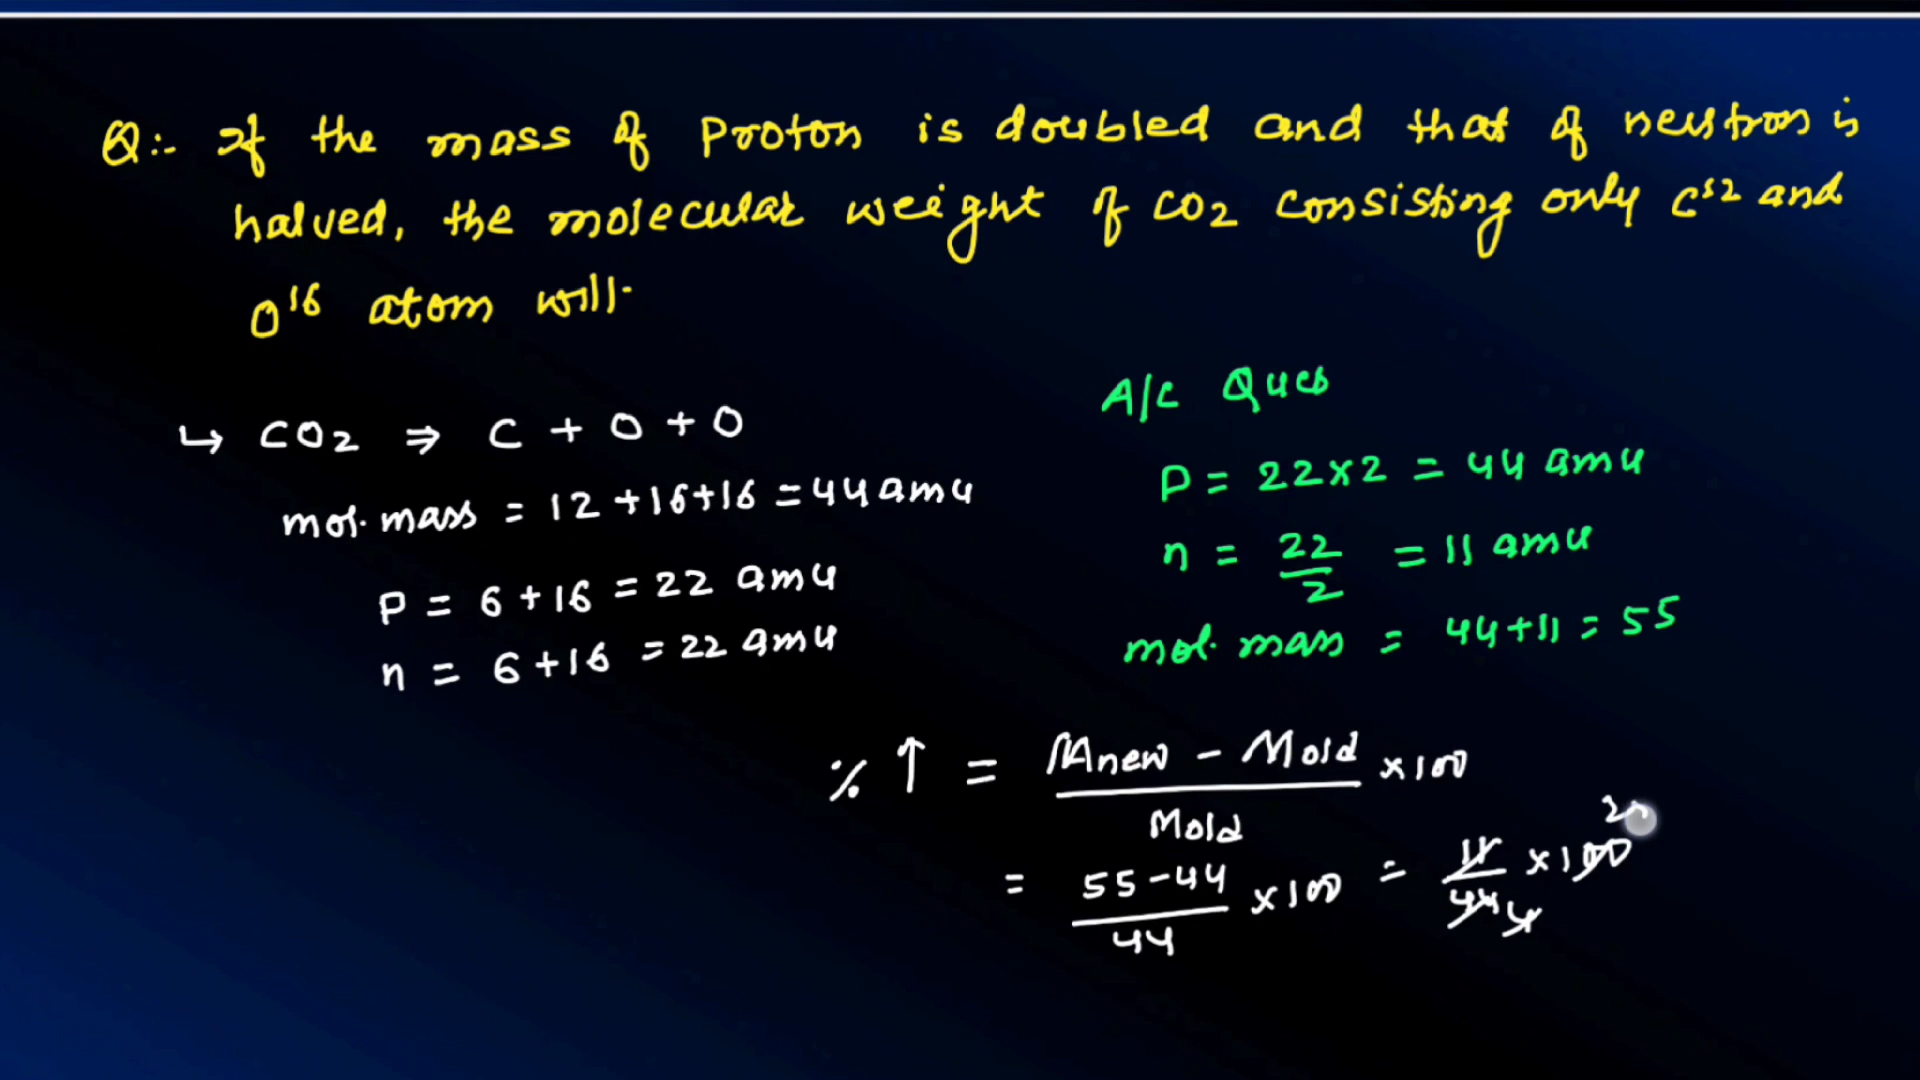 Q:- If the mass of Proton is doubled and that of neutron is
halved, the molecular weight of CO2 consisting only C12 and
O16 atom will.
↳ CO2 ⇒ C + O + O
mol. mass = 12 + 16 + 16 = 44 amu
P = 6 + 16 = 22 amu
n = 6 + 16 = 22 amu
A/C Ques
P = 22 x 2 = 44 amu
n = 22/2 = 11 amu
mol. mass = 44 + 11 = 55
% ↑ = Mnew - Mold / Mold x 100
= 55 - 44 / 44 x 100 = 11 / 44 4 x 100